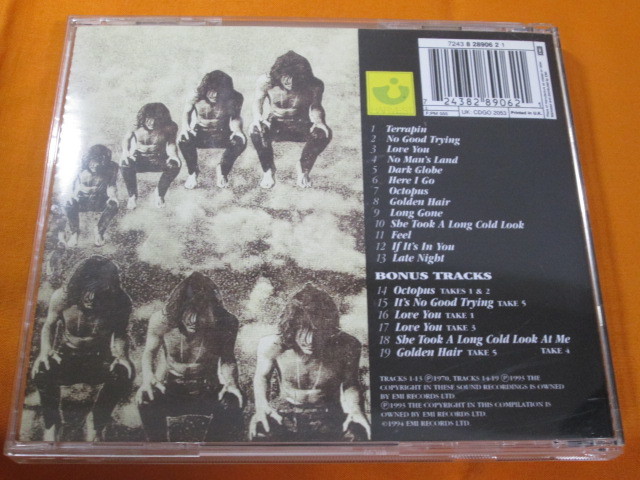 7243 8 28906 2 1
7 24382 89062 1
UK: CDGO 2053
Printed in U.K.
1 Terrapin
2 No Good Trying
3 Love You
4 No Man's Land
5 Dark Globe
6 Here I Go
7 Octopus
8 Golden Hair
9 Long Gone
10 She Took A Long Cold Look
11 Feel
12 If It's In You
13 Late Night
BONUS TRACKS
14 Octopus TAKES 1 & 2
15 It's No Good Trying TAKE 5
16 Love You TAKE 1
17 Love You TAKE 3
18 She Took A Long Cold Look At Me
19 Golden Hair TAKE 5 TAKE 4
TRACKS 1-13 ℗1970, TRACKS 14-19 ℗1993 THE
COPYRIGHT IN THESE SOUND RECORDINGS IS OWNED
BY EMI RECORDS LTD
℗1993 THE COPYRIGHT IN THIS COMPILATION IS
OWNED BY EMI RECORDS LTD
©1994 EMI RECORDS LTD.